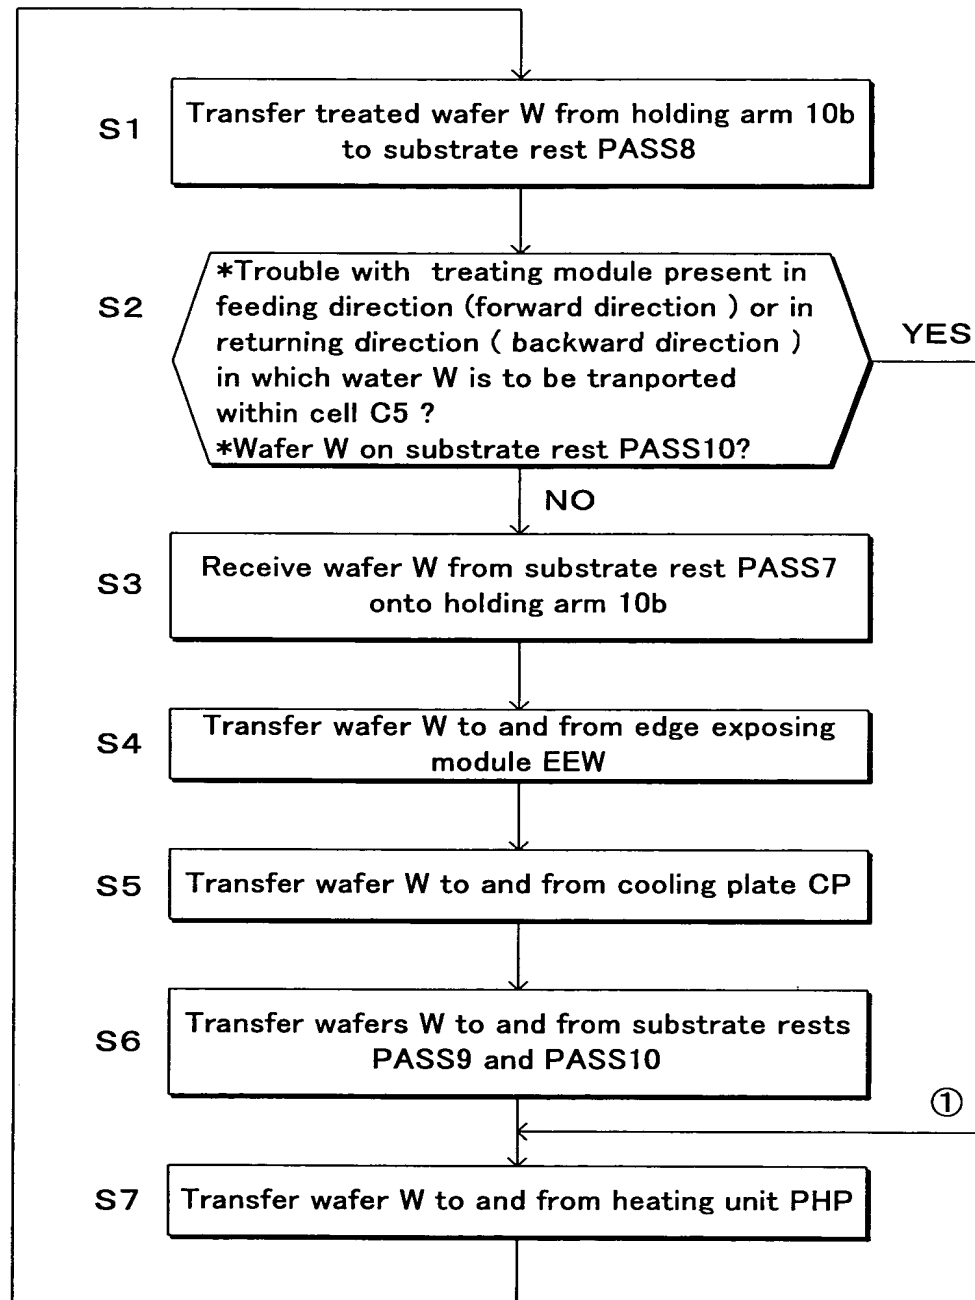 S1
Transfer treated wafer W from holding arm 10b
to substrate rest PASS8
S2
*Trouble with treating module present in
feeding direction (forward direction ) or in
returning direction ( backward direction )
in which water W is to be tranported
within cell C5 ?
*Wafer W on substrate rest PASS10?
YES
NO
S3
Receive wafer W from substrate rest PASS7
onto holding arm 10b
S4
Transfer wafer W to and from edge exposing
module EEW
S5
Transfer wafer W to and from cooling plate CP
S6
Transfer wafers W to and from substrate rests
PASS9 and PASS10
①
S7
Transfer wafer W to and from heating unit PHP